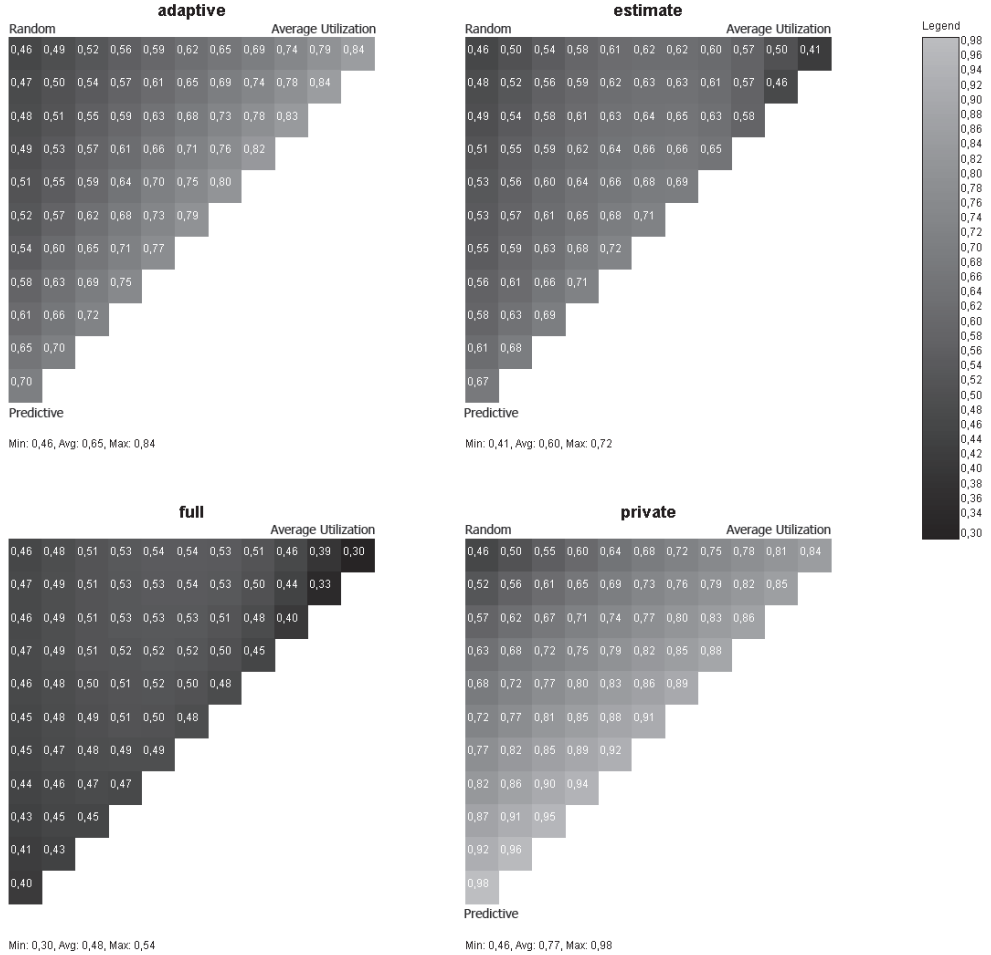 adaptive
Random Average Utilization
0,46 0,49 0,52 0,56 0,59 0,62 0,65 0,69 0,74 0,79 0,84
0,47 0,50 0,54 0,57 0,61 0,65 0,69 0,74 0,78 0,84
0,48 0,51 0,55 0,59 0,63 0,68 0,73 0,78 0,83
0,49 0,53 0,57 0,61 0,66 0,71 0,76 0,82
0,51 0,55 0,59 0,64 0,70 0,75 0,80
0,52 0,57 0,62 0,68 0,73 0,79
0,54 0,60 0,65 0,71 0,77
0,58 0,63 0,69 0,75
0,61 0,66 0,72
0,65 0,70
0,70
Predictive
Min: 0,46, Avg: 0,65, Max: 0,84
estimate
Random Average Utilization
0,46 0,50 0,54 0,58 0,61 0,62 0,62 0,60 0,57 0,50 0,41
0,48 0,52 0,56 0,59 0,62 0,63 0,63 0,61 0,57 0,46
0,49 0,54 0,58 0,61 0,63 0,64 0,65 0,63 0,58
0,51 0,55 0,59 0,62 0,64 0,66 0,66 0,65
0,53 0,56 0,60 0,64 0,66 0,68 0,69
0,53 0,57 0,61 0,65 0,68 0,71
0,55 0,59 0,63 0,68 0,72
0,56 0,61 0,66 0,71
0,58 0,63 0,69
0,61 0,68
0,67
Predictive
Min: 0,41, Avg: 0,60, Max: 0,72
Legend
0,98
0,96
0,94
0,92
0,90
0,88
0,86
0,84
0,82
0,80
0,78
0,76
0,74
0,72
0,70
0,68
0,66
0,64
0,62
0,60
0,58
0,56
0,54
0,52
0,50
0,48
0,46
0,44
0,42
0,40
0,38
0,36
0,34
0,30
full
Average Utilization
0,46 0,48 0,51 0,53 0,54 0,54 0,53 0,51 0,46 0,39 0,30
0,47 0,49 0,51 0,53 0,53 0,54 0,53 0,50 0,44 0,33
0,46 0,49 0,51 0,53 0,53 0,53 0,51 0,48 0,40
0,47 0,49 0,51 0,52 0,52 0,52 0,50 0,45
0,46 0,48 0,50 0,51 0,52 0,50 0,48
0,45 0,48 0,49 0,51 0,50 0,48
0,45 0,47 0,48 0,49 0,49
0,44 0,46 0,47 0,47
0,43 0,45 0,45
0,41 0,43
0,40
Min: 0,30, Avg: 0,48, Max: 0,54
private
Random Average Utilization
0,46 0,50 0,55 0,60 0,64 0,68 0,72 0,75 0,78 0,81 0,84
0,52 0,56 0,61 0,65 0,69 0,73 0,76 0,79 0,82 0,85
0,57 0,62 0,67 0,71 0,74 0,77 0,80 0,83 0,86
0,63 0,68 0,72 0,75 0,79 0,82 0,85 0,88
0,68 0,72 0,77 0,80 0,83 0,86 0,89
0,72 0,77 0,81 0,85 0,88 0,91
0,77 0,82 0,85 0,89 0,92
0,82 0,86 0,90 0,94
0,87 0,91 0,95
0,92 0,96
0,98
Predictive
Min: 0,46, Avg: 0,77, Max: 0,98